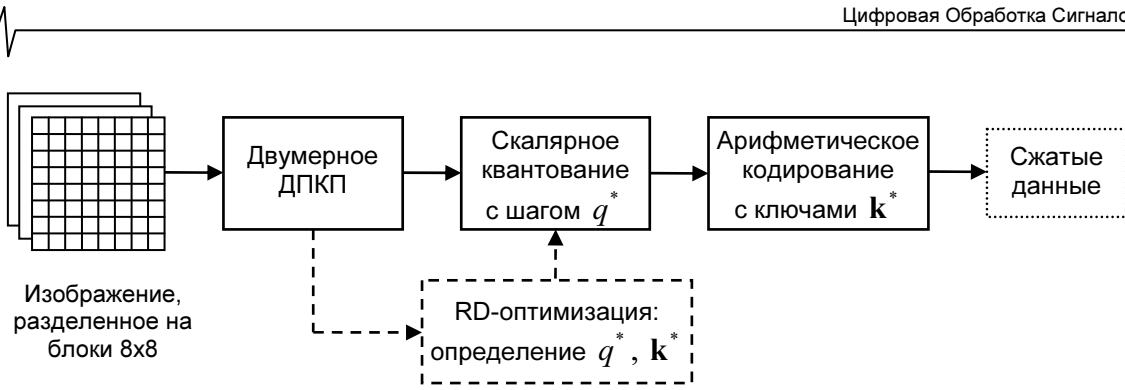 Цифровая Обработка Сигнало
Двумерное
ДПКП
Скалярное
квантование
с шагом q*
Арифметическое
кодирование
с ключами k*
Сжатые
данные
Изображение,
разделенное на
блоки 8x8
RD-оптимизация:
определение q*, k*